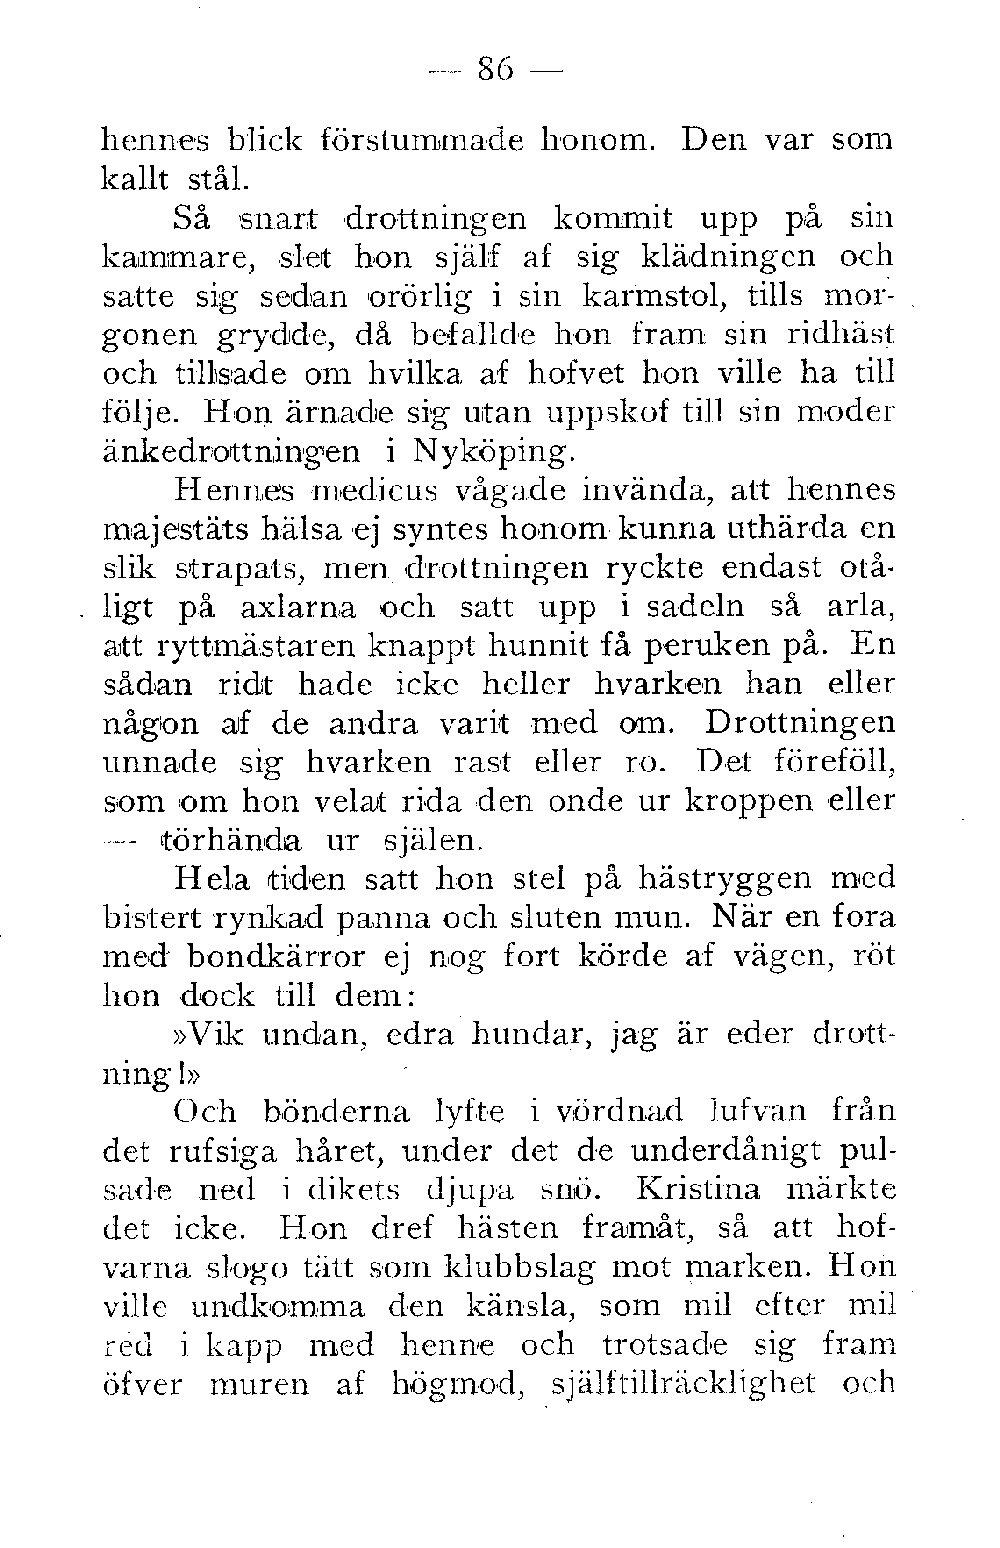 — 86 —
hennes blick förstummade honom. Den var som
kallt stål.
Så snart drottningen kommit upp på sin
kammare, slet hon själf af sig klädningen och
satte sig sedan orörlig i sin karmstol, tills mor-
gonen grydde, då befallde hon fram sin ridhäst
och tillsade om hvilka af hofvet hon ville ha till
följe. Hon ärnade sig utan uppskof till sin moder
änkedrottningen i Nyköping.
Hennes medicus vågade invända, att hennes
majestäts hälsa ej syntes honom kunna uthärda en
slik strapats, men drottningen ryckte endast otå-
ligt på axlarna och satt upp i sadeln så arla,
att ryttmästaren knappt hunnit få peruken på. En
sådan ridt hade icke heller hvarken han eller
någon af de andra varit med om. Drottningen
unnade sig hvarken rast eller ro. Det föreföll,
som om hon velat rida den onde ur kroppen eller
— törhända ur själen.
Hela tiden satt hon stel på hästryggen med
bistert rynkad panna och sluten mun. När en fora
med bondkärror ej nog fort körde af vägen, röt
hon dock till dem:
»Vik undan, edra hundar, jag är eder drott-
ning!»
Och bönderna lyfte i vördnad lufvan från
det rufsiga håret, under det de underdånigt pul-
sade ned i dikets djupa snö. Kristina märkte
det icke. Hon dref hästen framåt, så att hof-
varna slogo tätt som klubbslag mot marken. Hon
ville undkomma den känsla, som mil efter mil
red i kapp med henne och trotsade sig fram
öfver muren af högmod, själftillräcklighet och